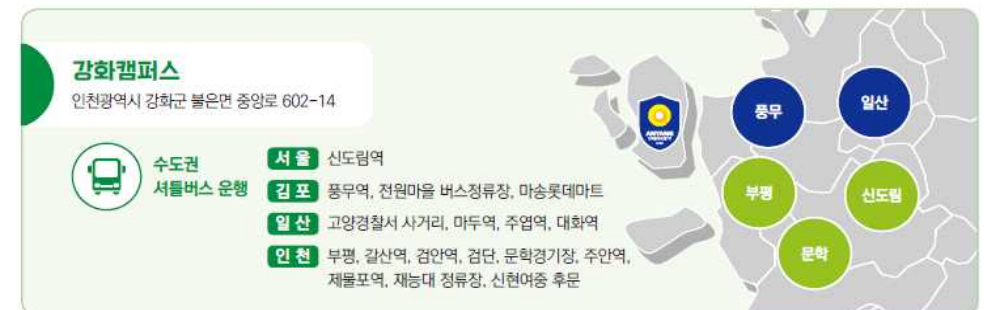 강화캠퍼스
인천광역시 강화군 불은면 중앙로 602-14
수도권
셔틀버스 운행
서울 신도림역
김포 풍무역, 전원마을 버스정류장, 마송롯데마트
일산 고양경찰서 사거리, 마두역, 주엽역, 대화역
인천 부평, 갈산역, 검안역, 검단, 문학경기장, 주안역,
제물포역, 재능대 정류장, 신현여중 후문
ANYANG
UNIVERSITY
풍무
일산
부평
신도림
문학